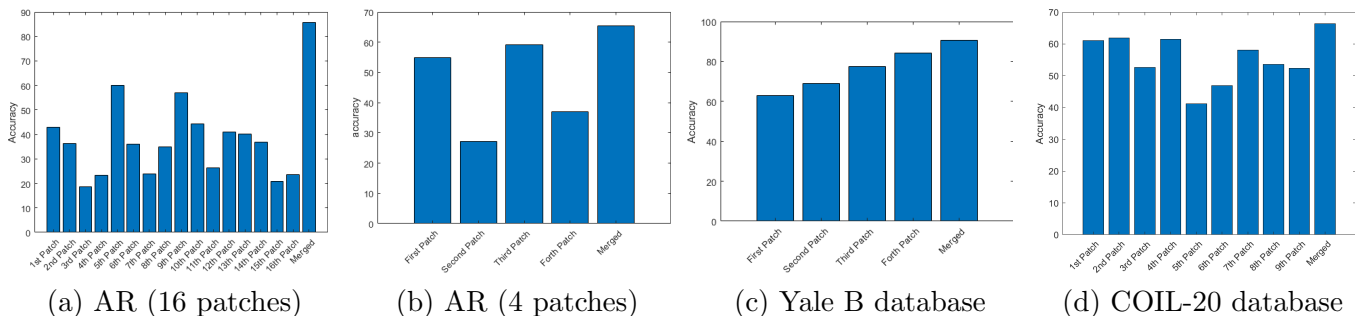 90
80
70
60
50
40
30
20
10
0
Accuracy
1st Patch
2nd Patch
3rd Patch
4th Patch
5th Patch
6th Patch
7th Patch
8th Patch
9th Patch
10th Patch
11th Patch
12th Patch
13th Patch
14th Patch
15th Patch
16th Patch
Merged
(a) AR (16 patches)
70
60
50
40
30
20
10
0
accuracy
First Patch
Second Patch
Third Patch
Forth Patch
Merged
(b) AR (4 patches)
100
80
60
40
20
0
Accuracy
First Patch
Second Patch
Third Patch
Forth Patch
Merged
(c) Yale B database
70
60
50
40
30
20
10
0
Accuracy
1st Patch
2nd Patch
3rd Patch
4th Patch
5th Patch
6th Patch
7th Patch
8th Patch
9th Patch
Merged
(d) COIL-20 database